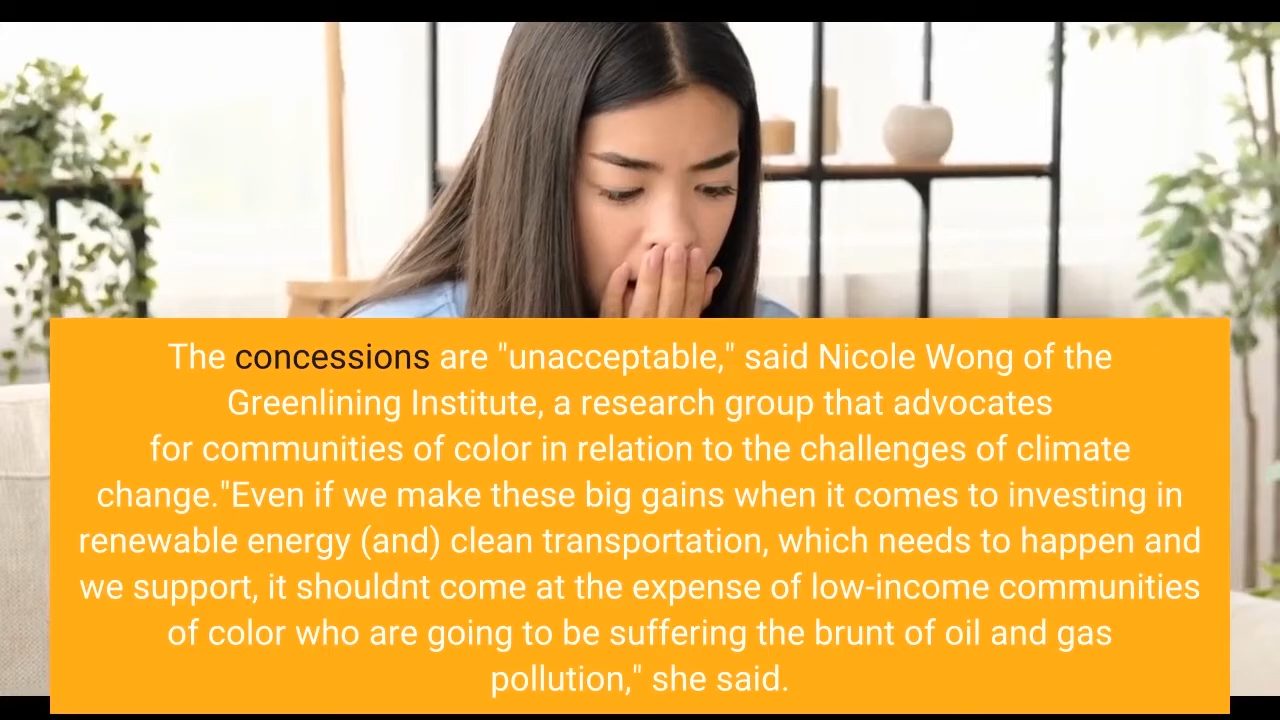 The concessions are "unacceptable," said Nicole Wong of the
Greenlining Institute, a research group that advocates
for communities of color in relation to the challenges of climate
change."Even if we make these big gains when it comes to investing in
renewable energy (and) clean transportation, which needs to happen and
we support, it shouldnt come at the expense of low-income communities
of color who are going to be suffering the brunt of oil and gas
pollution," she said.